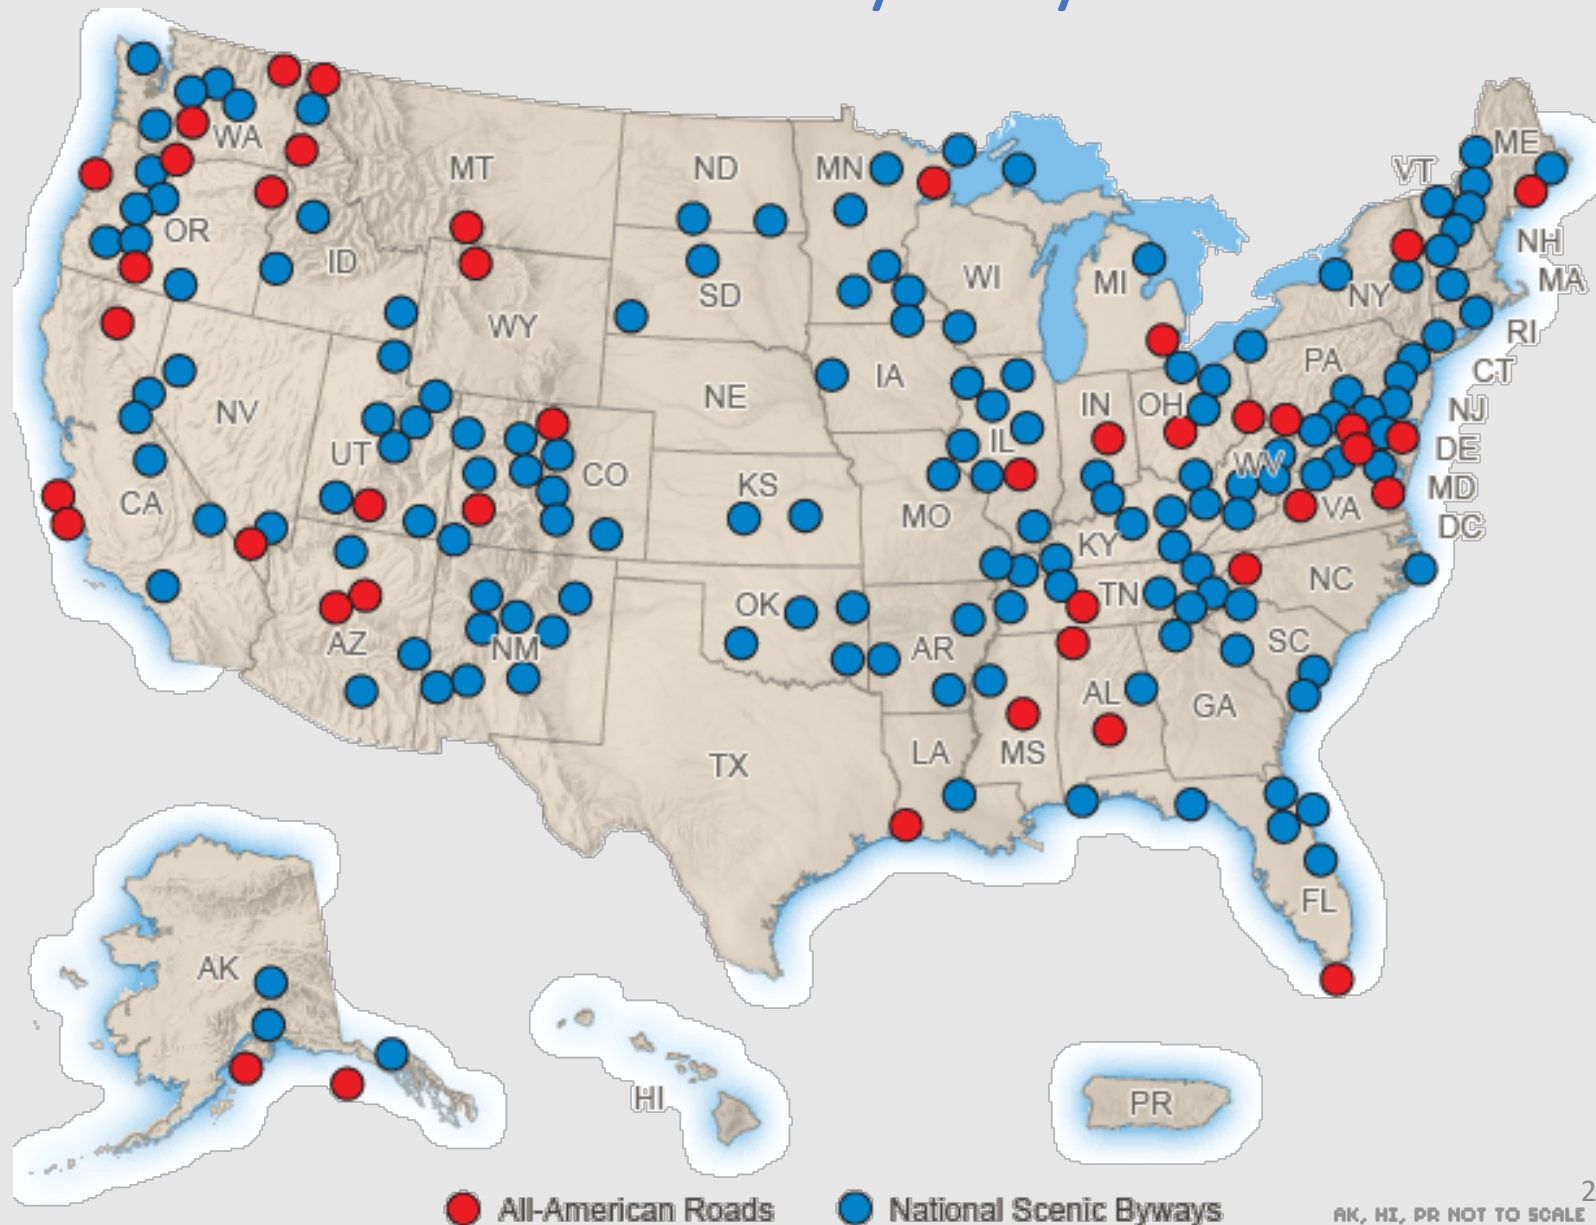 ME
WA
MT
ND
MN
VT
OR
ID
NH
SD
WI
MI
MA
NY
WY
RI
PA
IA
CT
NE
NV
IN
OH
NJ
IL
UT
DE
CO
WV
KS
CA
MD
MO
VA
DC
KY
TN
NC
OK
AZ
NM
AR
SC
AL
GA
LA
MS
TX
FL
AK
HI
PR
All-American Roads
National Scenic Byways
2
AK, HI, PR NOT TO SCALE